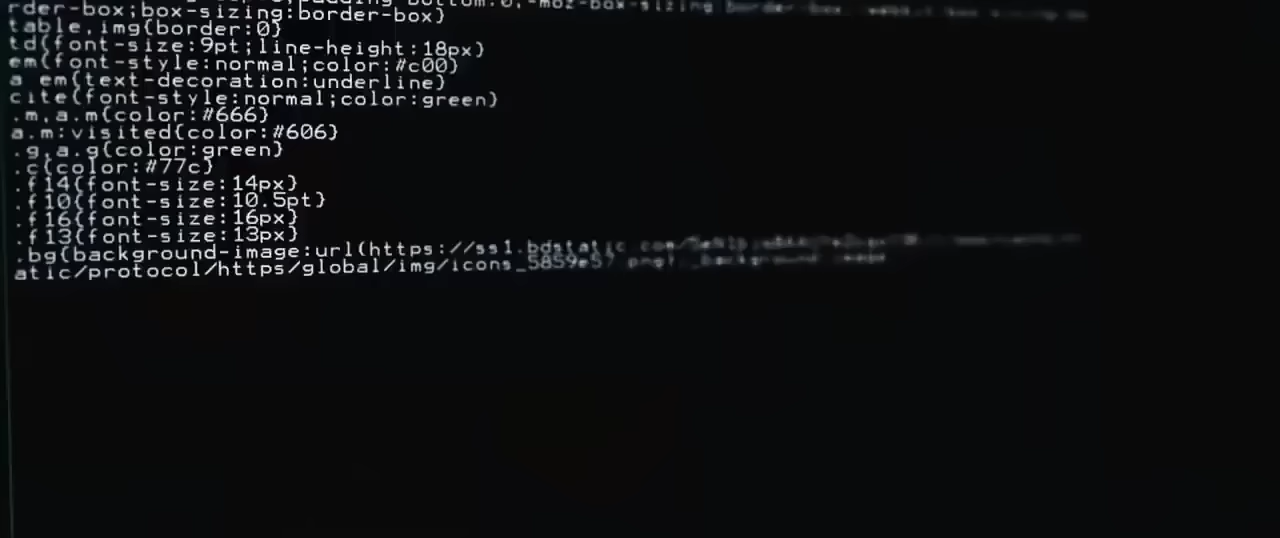 rder-box;box-sizing:border-box}
table,img{border:0}
td{font-size:9pt;line-height:18px}
em{font-style:normal;color:#c00}
a em{text-decoration:underline}
cite{font-style:normal;color:green}
.m,a.m{color:#666}
a.m:visited{color:#606}
.g,a.g{color:green}
.c{color:#77c}
.f14{font-size:14px}
.f10{font-size:10.5pt}
.f16{font-size:16px}
.f13{font-size:13px}
.bg{background-image:url(https://ss1.bdstatic.com/
atic/protocol/https/global/img/icons_5859e57.png);_background